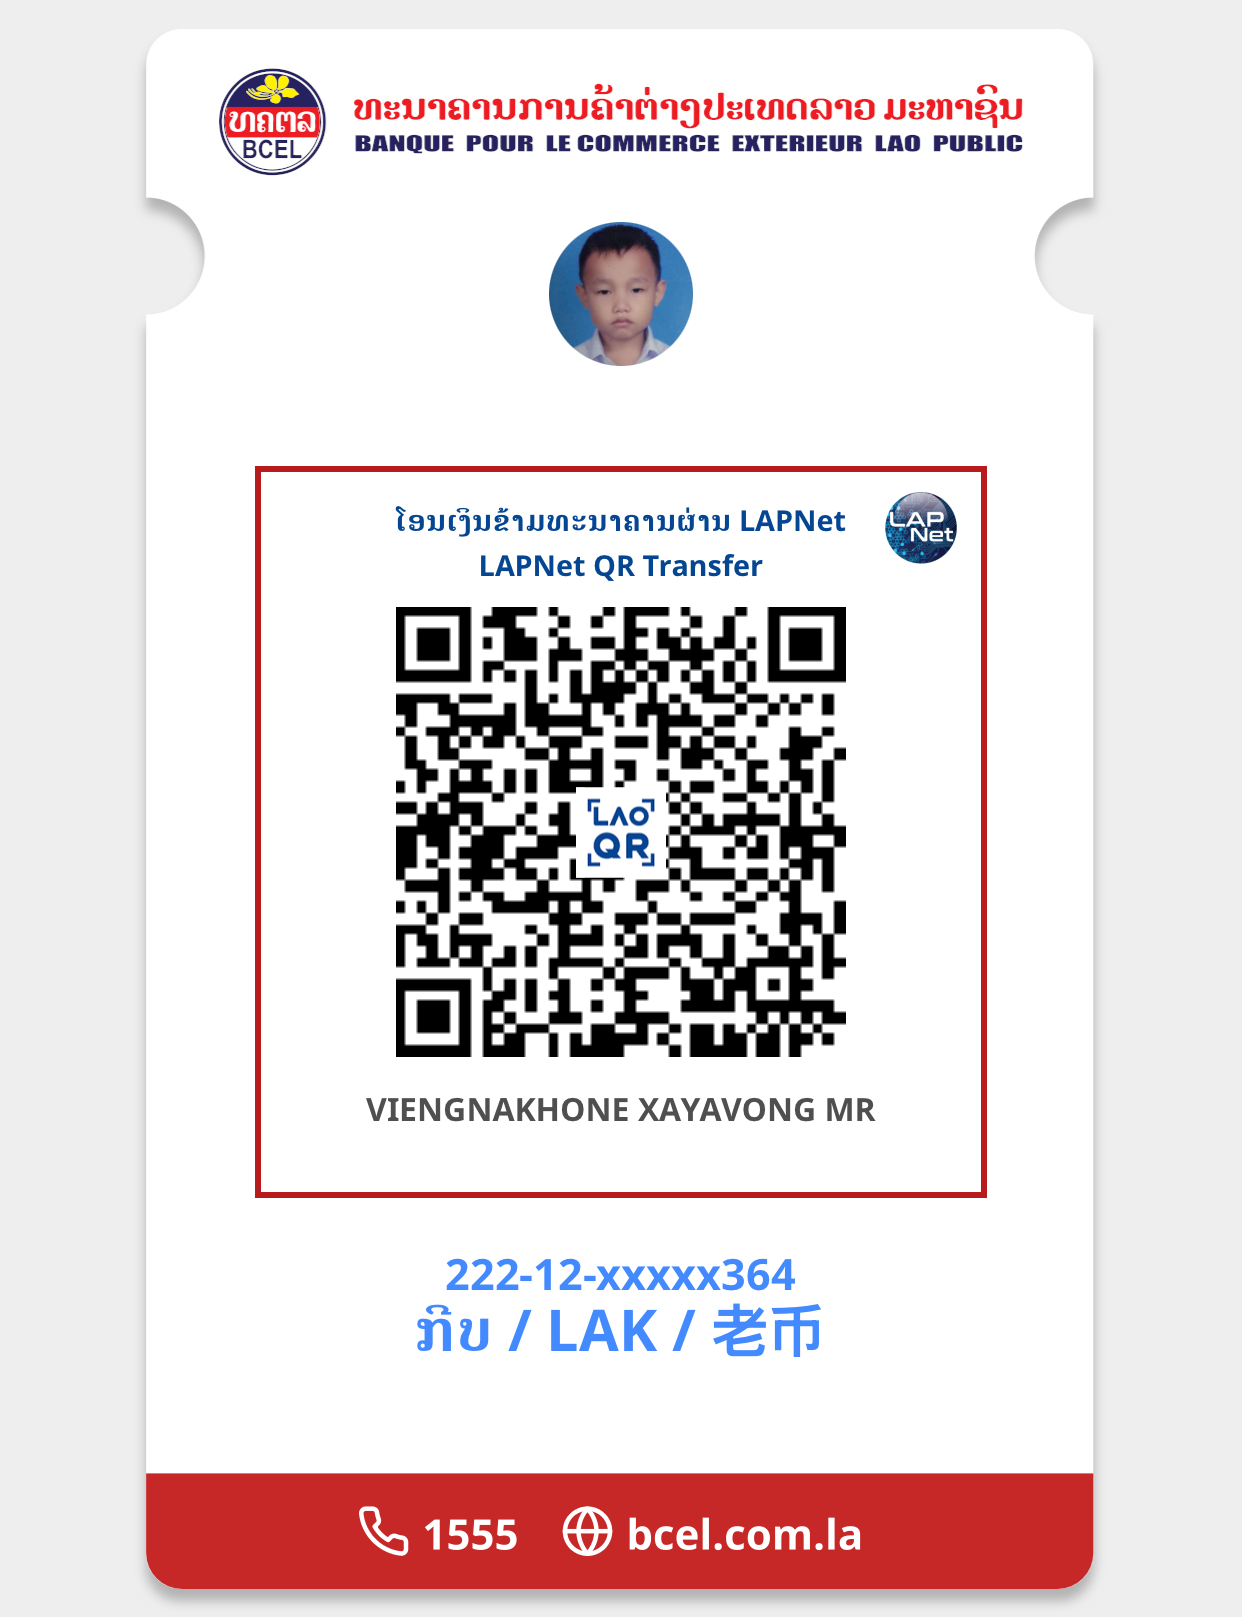 ທຄຕລ
BCEL
ທະນາຄານການຄ້າຕ່າງປະເທດລາວ ມະຫາຊົນ
BANQUE POUR LE COMMERCE EXTERIEUR LAO PUBLIC
ໂອນເງິນຂ້າມທະນາຄານຜ່ານ LAPNet
LAPNet QR Transfer
LAP
Net
LAO
QR
VIENGNAKHONE XAYAVONG MR
222-12-xxxxx364
ກີບ / LAK / 老币
1555 bcel.com.la